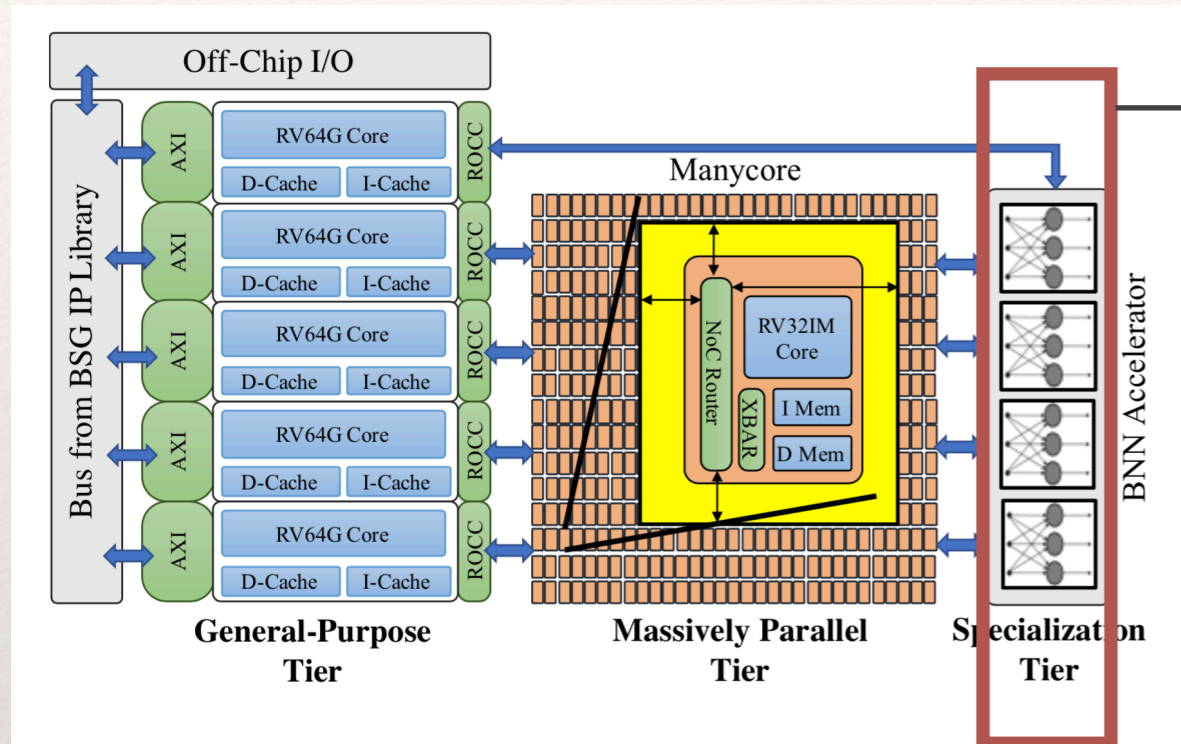 Off-Chip I/O
Bus from BSG IP Library
AXI
RV64G Core
D-Cache I-Cache
ROCC
AXI
RV64G Core
D-Cache I-Cache
ROCC
AXI
RV64G Core
D-Cache I-Cache
ROCC
AXI
RV64G Core
D-Cache I-Cache
ROCC
AXI
RV64G Core
D-Cache I-Cache
ROCC
General-Purpose
Tier
Manycore
NoC Router
RV32IM
Core
XBAR
I Mem
D Mem
Massively Parallel
Tier
BNN Accelerator
Specialization
Tier